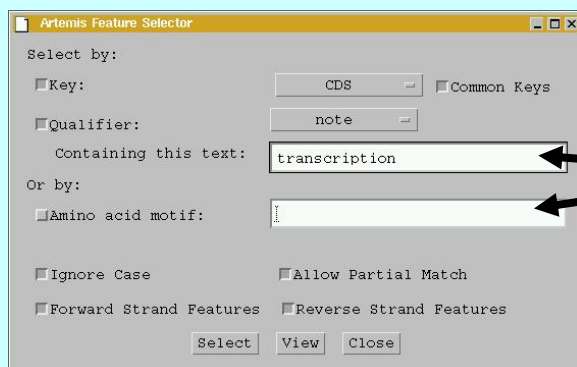 Artemis Feature Selector
Select by:
Key: CDS Common Keys
Qualifier: note
Containing this text: transcription
Or by:
Amino acid motif:
Ignore Case Allow Partial Match
Forward Strand Features Reverse Strand Features
Select View Close